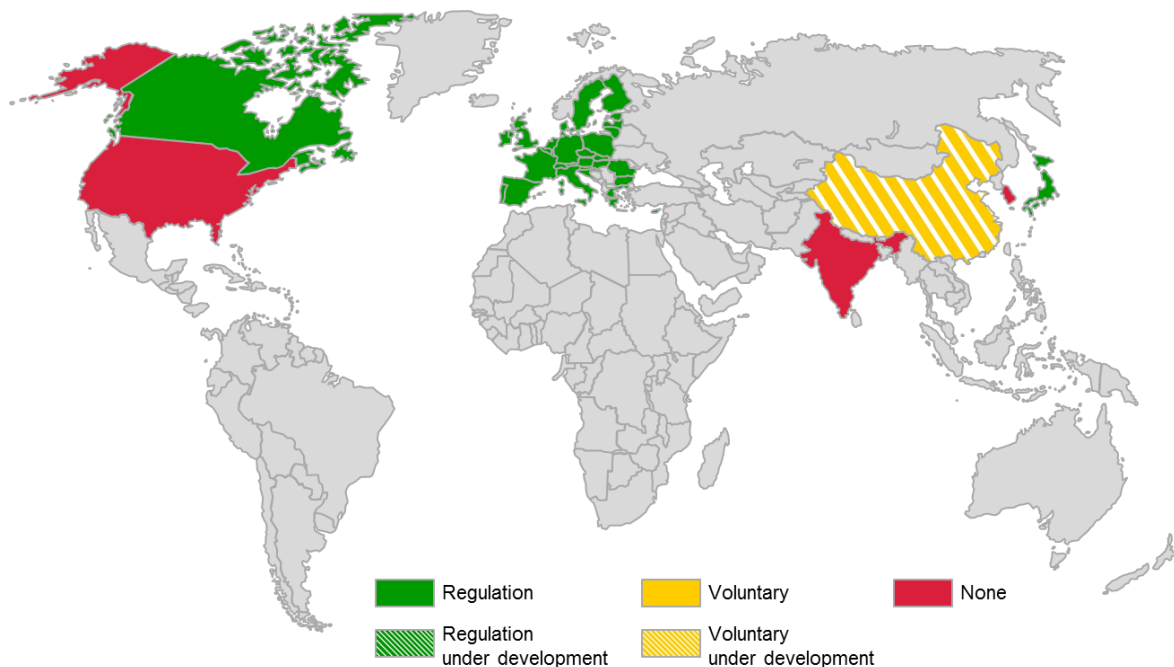 Regulation
Voluntary
None
Regulation
under development
Voluntary
under development